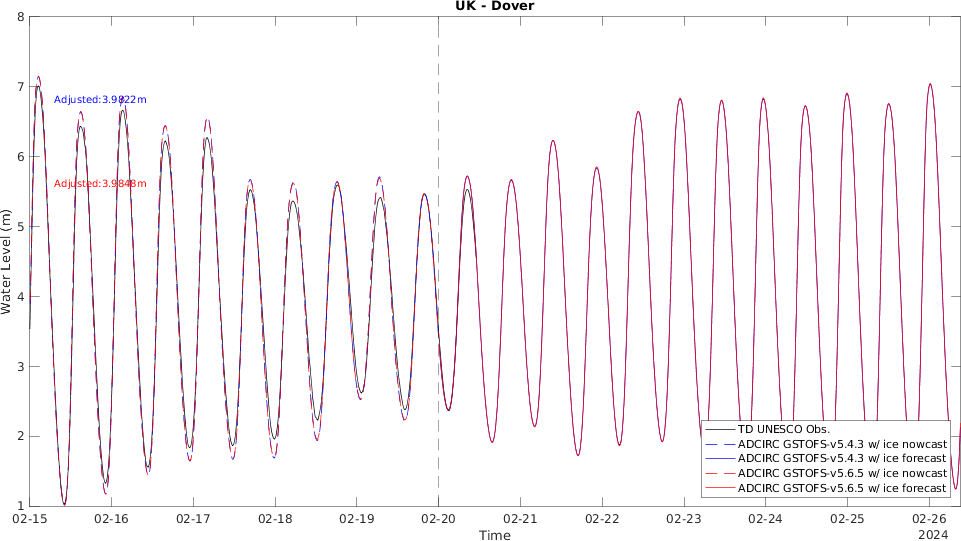 UK - Dover
8
7
6
5
4
3
2
1
Water Level (m)
Adjusted:3.9822m
Adjusted:3.9848m
TD UNESCO Obs.
ADCIRC GSTOFS-v5.4.3 w/ ice nowcast
ADCIRC GSTOFS-v5.4.3 w/ ice forecast
ADCIRC GSTOFS-v5.6.5 w/ ice nowcast
ADCIRC GSTOFS-v5.6.5 w/ ice forecast
02-15 02-16 02-17 02-18 02-19 02-20 02-21 02-22 02-23 02-24 02-25 02-26
Time 2024